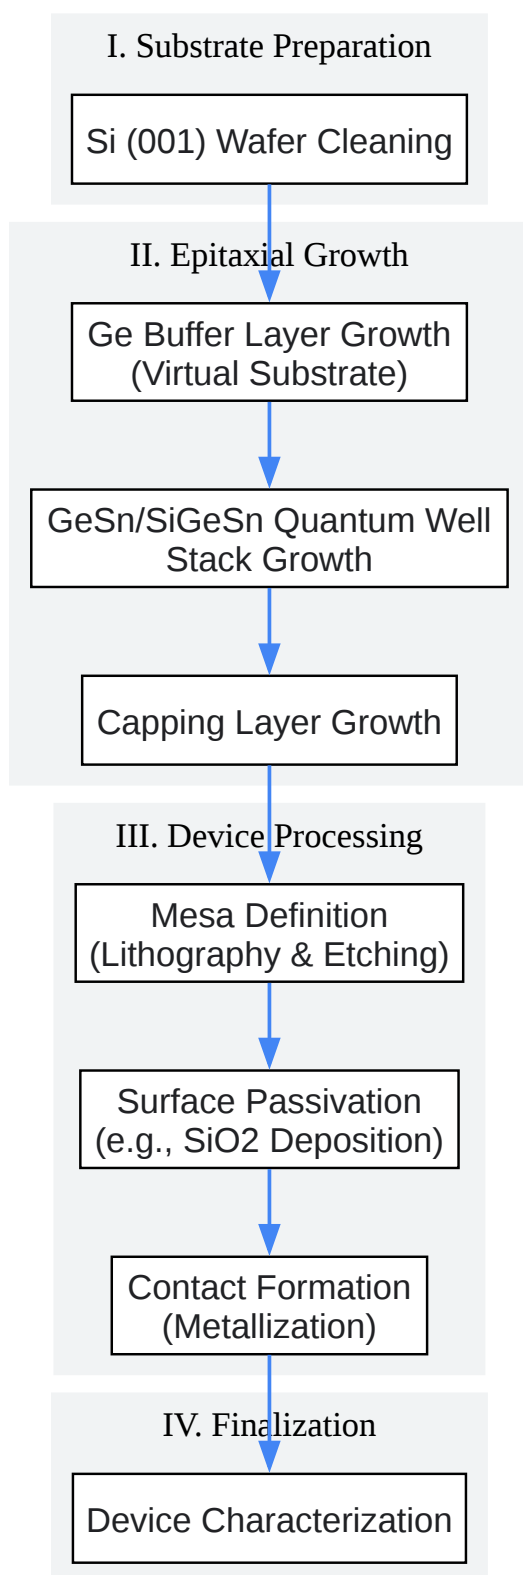 I. Substrate Preparation
Si (001) Wafer Cleaning
II. Epitaxial Growth
Ge Buffer Layer Growth
(Virtual Substrate)
GeSn/SiGeSn Quantum Well
Stack Growth
Capping Layer Growth
III. Device Processing
Mesa Definition
(Lithography & Etching)
Surface Passivation
(e.g., SiO2 Deposition)
Contact Formation
(Metallization)
IV. Finalization
Device Characterization